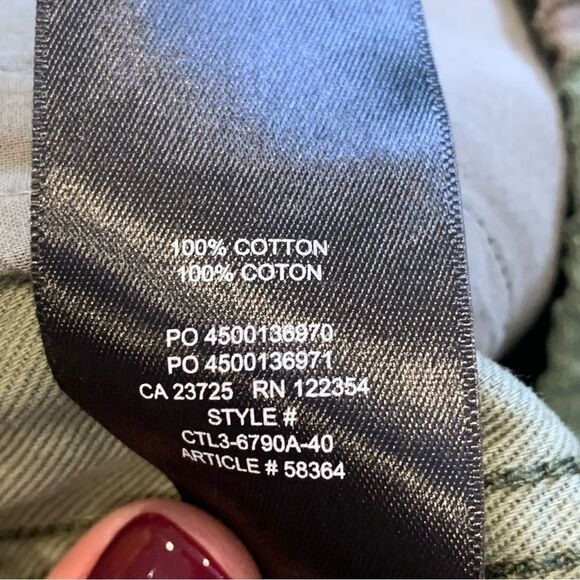 100% COTTON
100% COTON
PO 4500136970
PO 4500136971
CA 23725 RN 122354
STYLE #
CTL3-6790A-40
ARTICLE # 58364